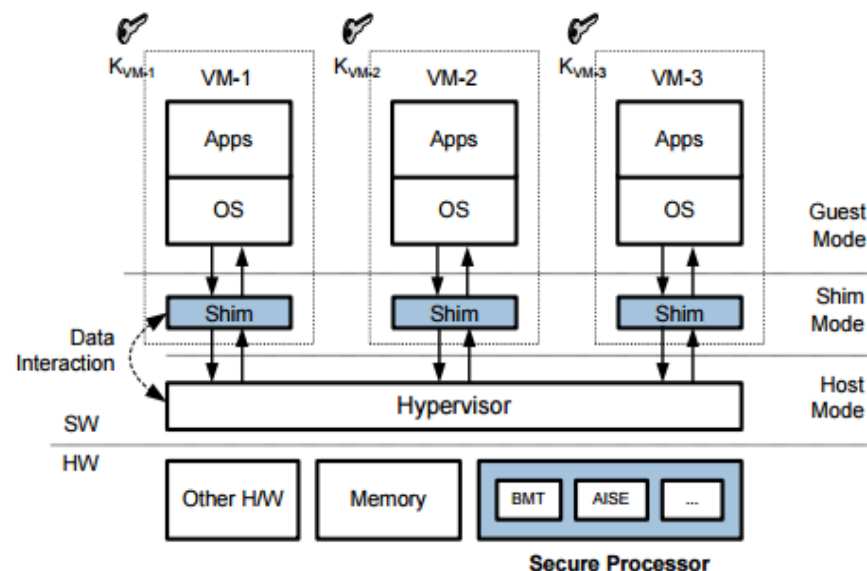 KVM-1
VM-1
KVM-2
VM-2
KVM-3
VM-3
Apps
Apps
Apps
OS
OS
OS
Guest
Mode
Shim
Shim
Shim
Shim
Mode
Data
Interaction
Hypervisor
Host
Mode
SW
HW
Other H/W
Memory
BMT
AISE
...
Secure Processor